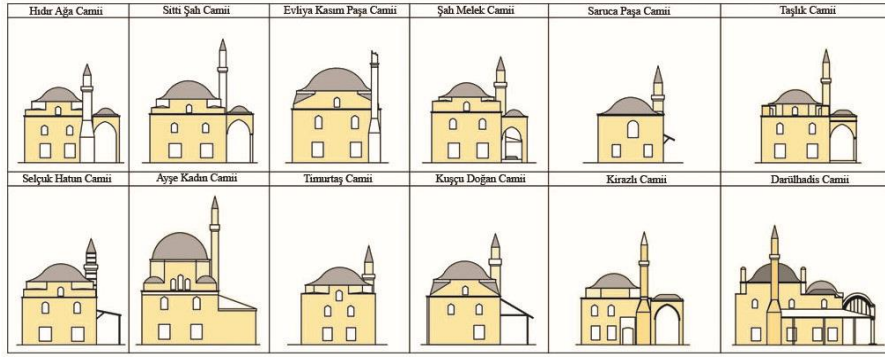 Hıdır Ağa Camii
Sitti Şah Camii
Evliya Kasım Paşa Camii
Şah Melek Camii
Saruca Paşa Camii
Taşlık Camii
Selçuk Hatun Camii
Ayşe Kadın Camii
Timurtaş Camii
Kuşçu Doğan Camii
Kirazlı Camii
Darülhadis Camii